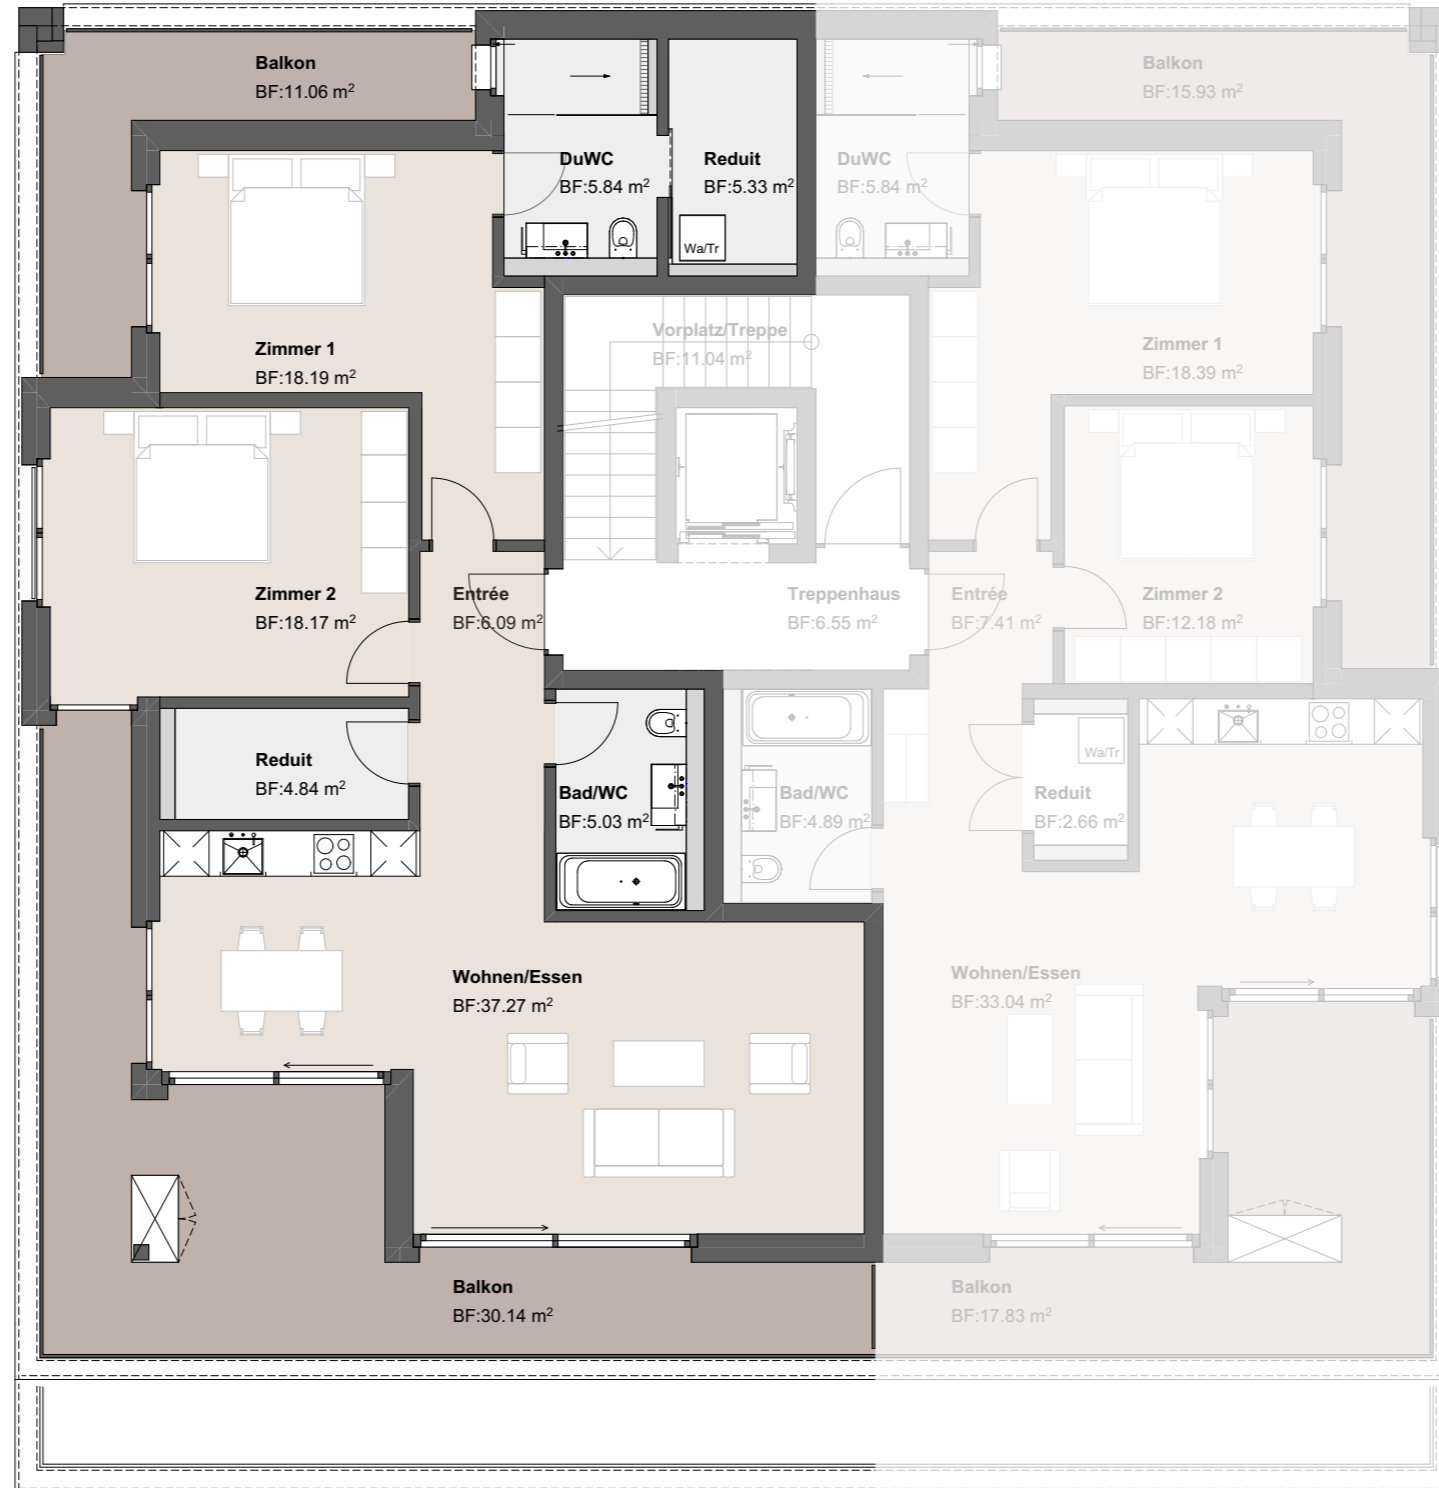 Balkon
BF:11.06 m²
Balkon
BF:15.93 m²
DuWC
BF:5.84 m²
Reduit
BF:5.33 m²
DuWC
BF:5.84 m²
Wa/Tr
Vorplatz/Treppe
BF:11.04 m²
Zimmer 1
BF:18.19 m²
Zimmer 1
BF:18.39 m²
Zimmer 2
BF:18.17 m²
Entrée
BF:6.09 m²
Treppenhaus
BF:6.55 m²
Entrée
BF:7.41 m²
Zimmer 2
BF:12.18 m²
Reduit
BF:4.84 m²
Bad/WC
BF:5.03 m²
Bad/WC
BF:4.89 m²
Wa/Tr
Reduit
BF:2.66 m²
Wohnen/Essen
BF:37.27 m²
Wohnen/Essen
BF:33.04 m²
Balkon
BF:30.14 m²
Balkon
BF:17.83 m²